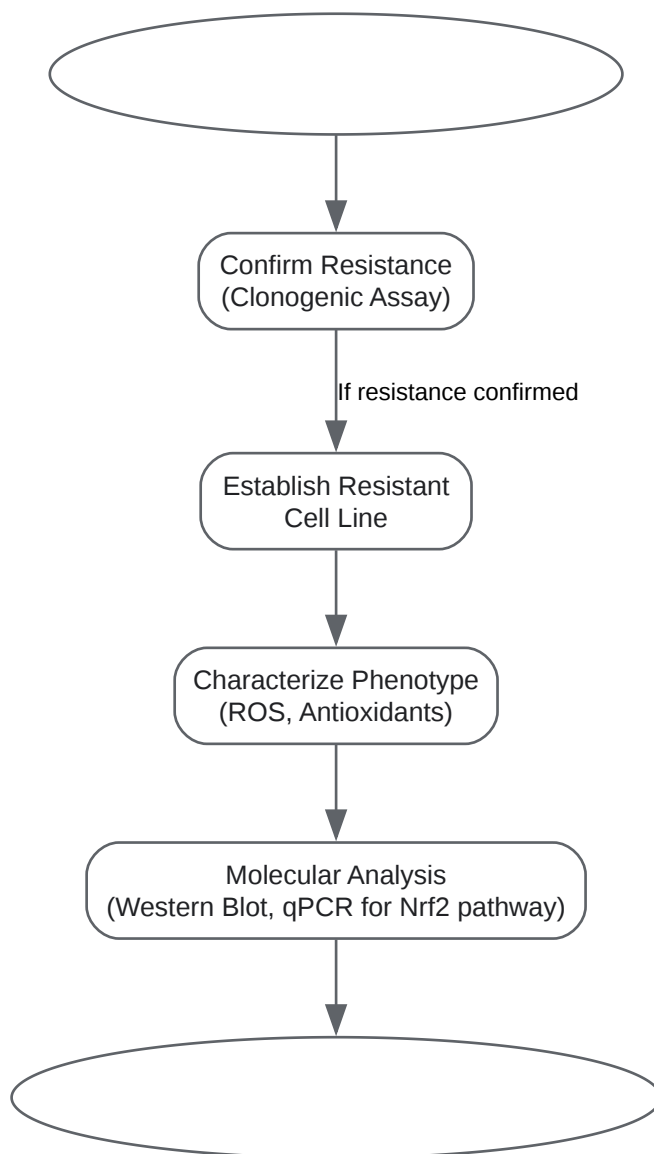 Confirm Resistance
(Clonogenic Assay)
If resistance confirmed
Establish Resistant
Cell Line
Characterize Phenotype
(ROS, Antioxidants)
Molecular Analysis
(Western Blot, qPCR for Nrf2 pathway)